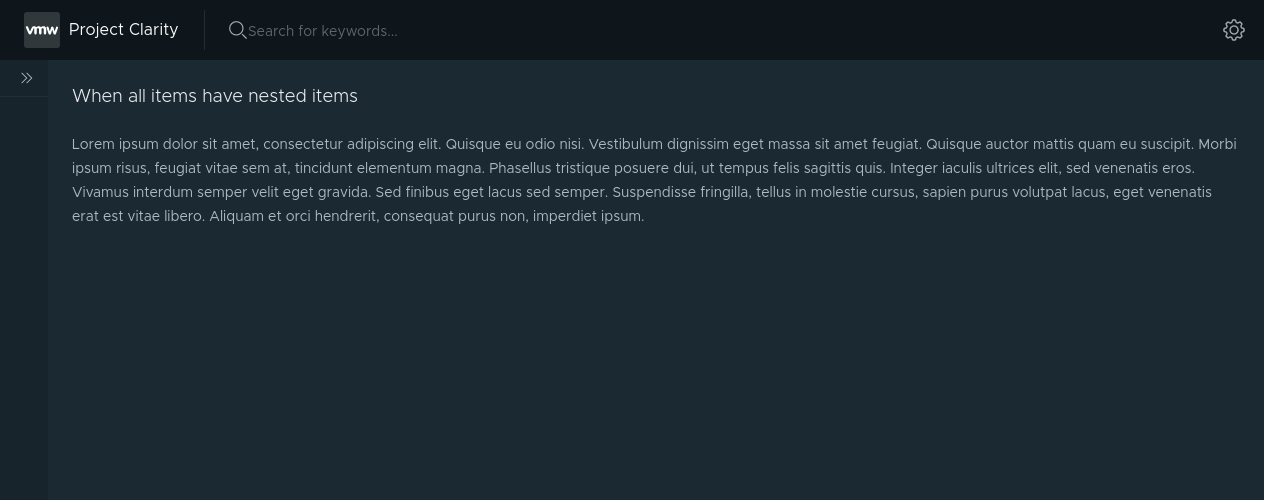 vmw Project Clarity Search for keywords...
When all items have nested items
Lorem ipsum dolor sit amet, consectetur adipiscing elit. Quisque eu odio nisi. Vestibulum dignissim eget massa sit amet feugiat. Quisque auctor mattis quam eu suscipit. Morbi
ipsum risus, feugiat vitae sem at, tincidunt elementum magna. Phasellus tristique posuere dui, ut tempus felis sagittis quis. Integer iaculis ultrices elit, sed venenatis eros.
Vivamus interdum semper velit eget gravida. Sed finibus eget lacus sed semper. Suspendisse fringilla, tellus in molestie cursus, sapien purus volutpat lacus, eget venenatis
erat est vitae libero. Aliquam et orci hendrerit, consequat purus non, imperdiet ipsum.